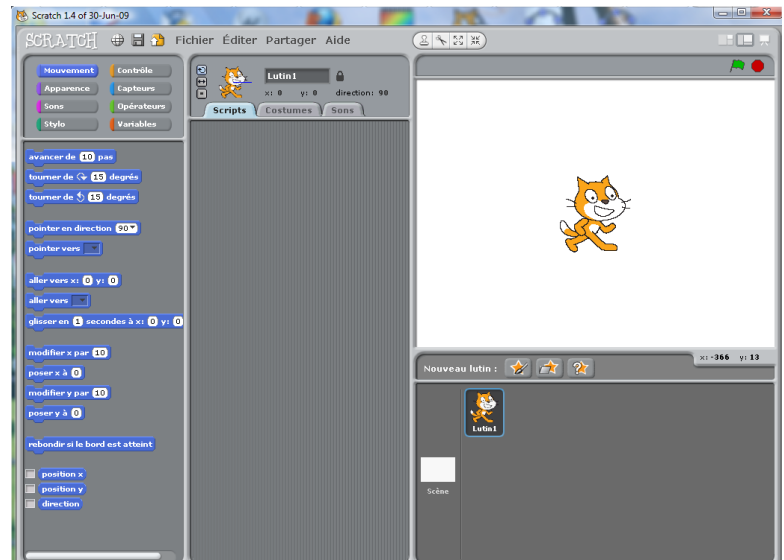 Scratch 1.4 of 30-Jun-09
SCRATCH Fichier Éditer Partager Aide
Mouvement Contrôle
Apparence Capteurs
Sons Opérateurs
Stylo Variables
avancer de 10 pas
tourner de 15 degrés
tourner de 15 degrés
pointer en direction 90
pointer vers
aller vers x: 0 y: 0
aller vers
glisser en 1 secondes à x: 0 y: 0
modifier x par 10
poser x à 0
modifier y par 10
poser y à 0
rebondir si le bord est atteint
position x
position y
direction
Lutin1
x: 0 y: 0 direction: 90
Scripts Costumes Sons
x: -366 y: 13
Nouveau lutin :
Lutin1
Scène